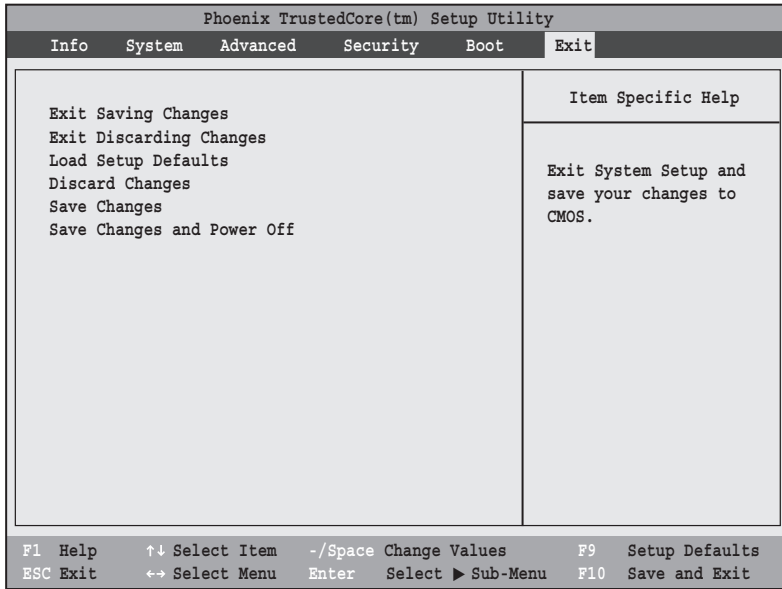 Phoenix TrustedCore(tm) Setup Utility
Info System Advanced Security Boot Exit
Exit Saving Changes
Exit Discarding Changes
Load Setup Defaults
Discard Changes
Save Changes
Save Changes and Power Off
Item Specific Help
Exit System Setup and
save your changes to
CMOS.
F1 Help ↑↓ Select Item -/Space Change Values F9 Setup Defaults
ESC Exit ←→ Select Menu Enter Select ▶ Sub-Menu F10 Save and Exit